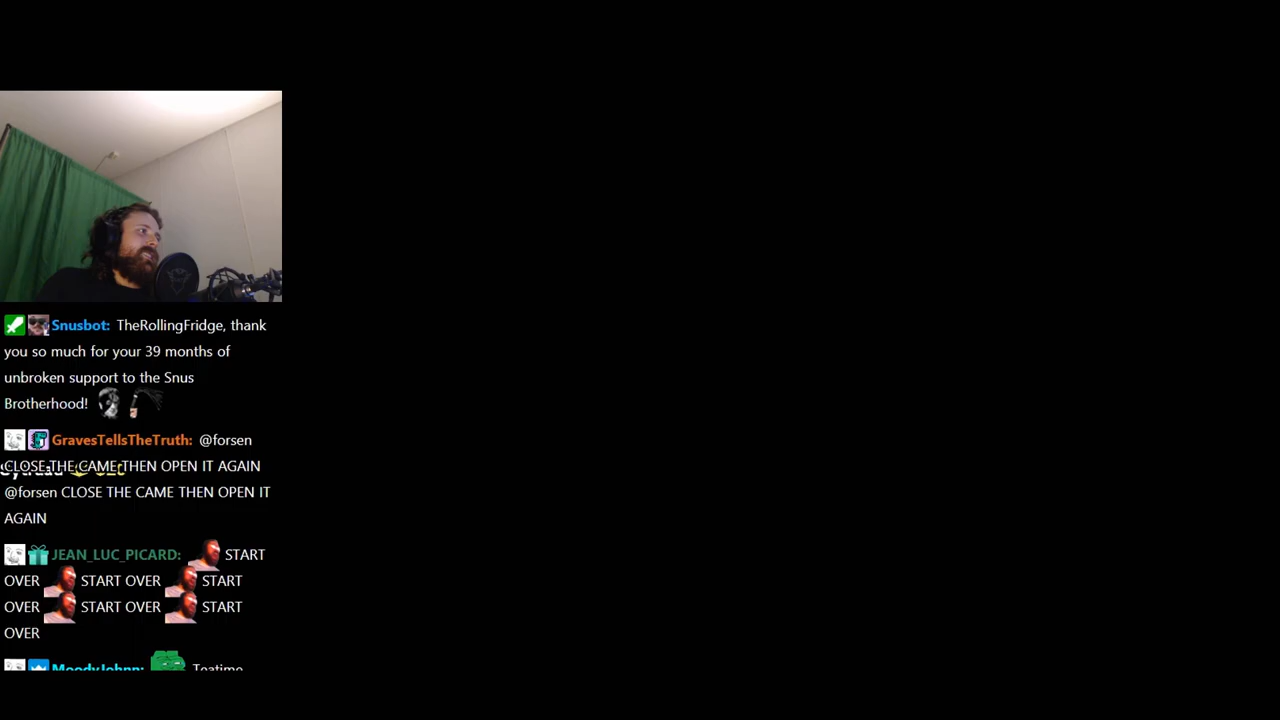 Snusbot: TheRollingFridge, thank
you so much for your 39 months of
unbroken support to the Snus
Brotherhood!
GravesTellsTheTruth: @forsen
CLOSE THE CAME THEN OPEN IT AGAIN
@forsen CLOSE THE CAME THEN OPEN IT
AGAIN
JEAN_LUC_PICARD: START
OVER START OVER START
OVER START OVER START
OVER
MoodyJohnn: Teatime